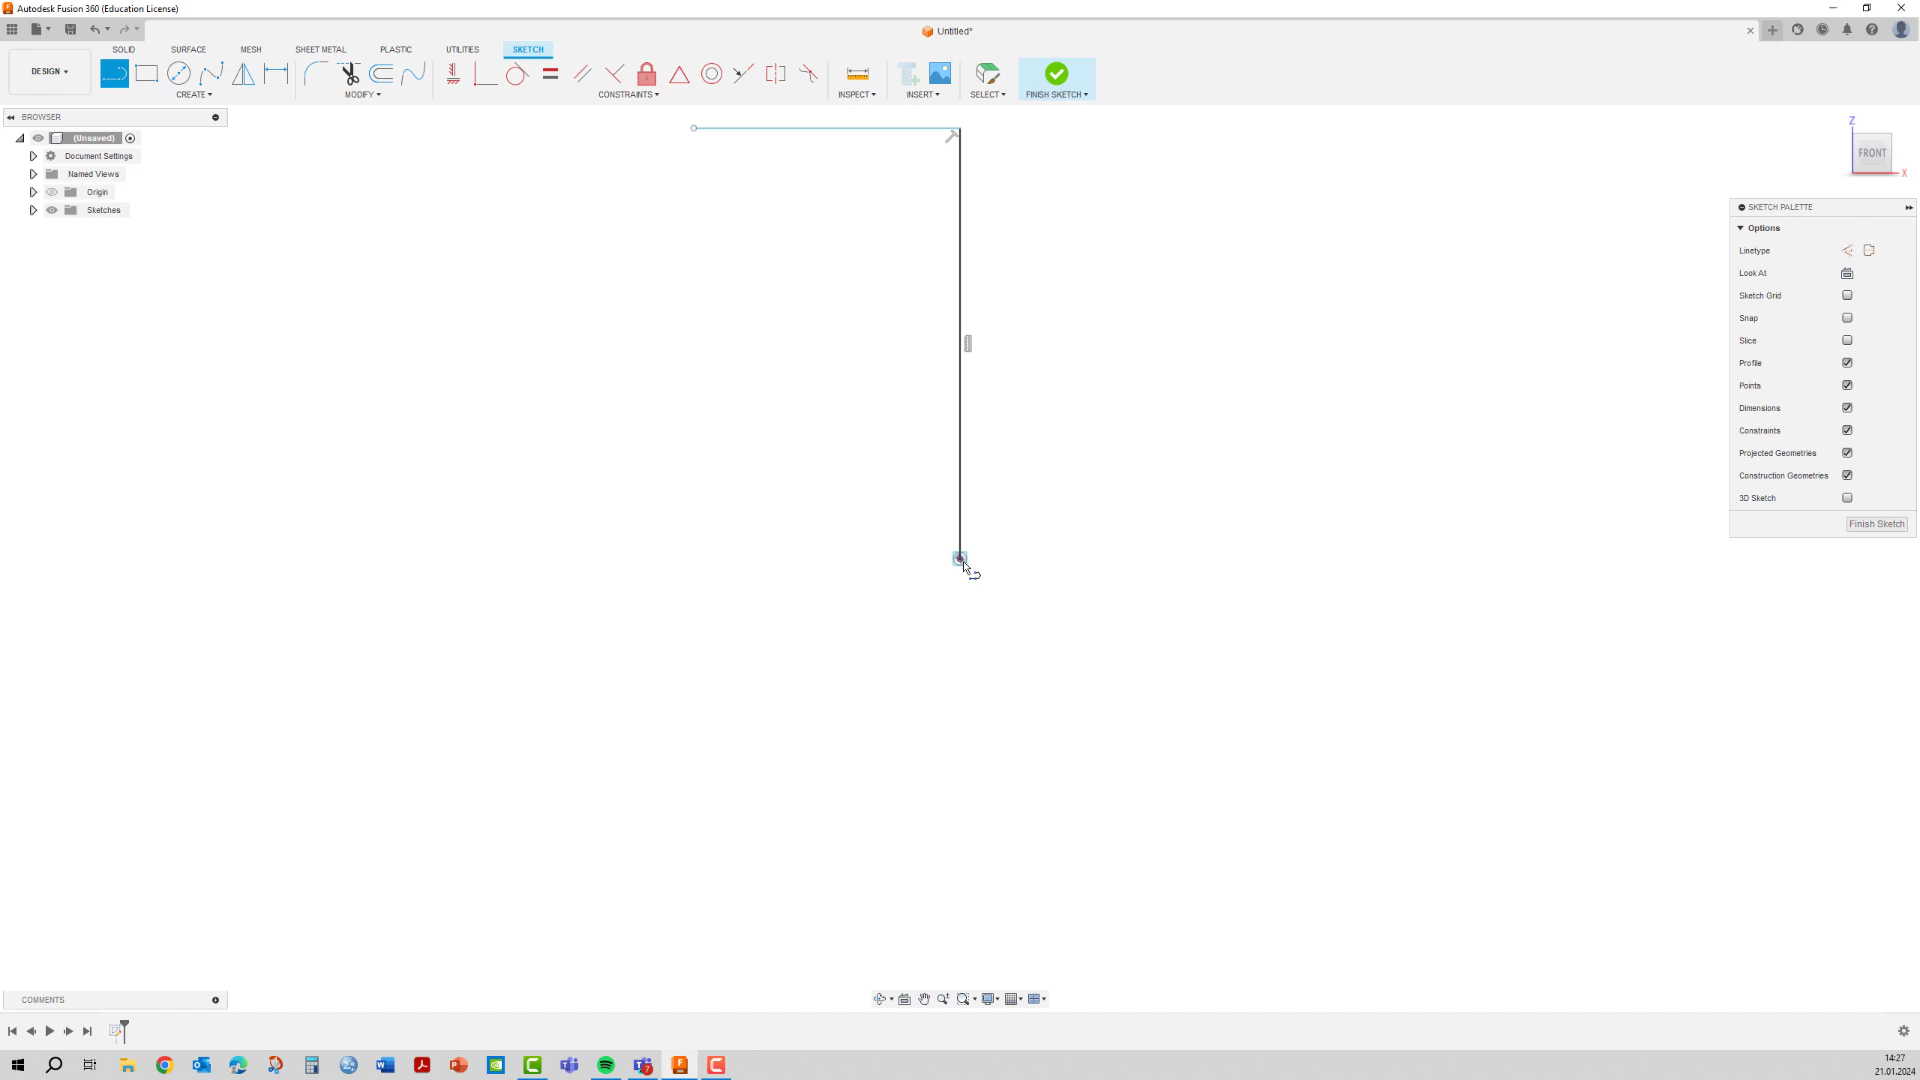 Autodesk Fusion 360 (Education License)
Untitled*
SOLID SURFACE MESH SHEET METAL PLASTIC UTILITIES SKETCH
DESIGN
CREATE MODIFY CONSTRAINTS INSPECT INSERT SELECT FINISH SKETCH
BROWSER
(Unsaved)
Document Settings
Named Views
Origin
Sketches
Z
FRONT
X
SKETCH PALETTE
Options
Linetype
Look At
Sketch Grid
Snap
Slice
Profile
Points
Dimensions
Constraints
Projected Geometries
Construction Geometries
3D Sketch
Finish Sketch
COMMENTS
14:27
21.01.2024